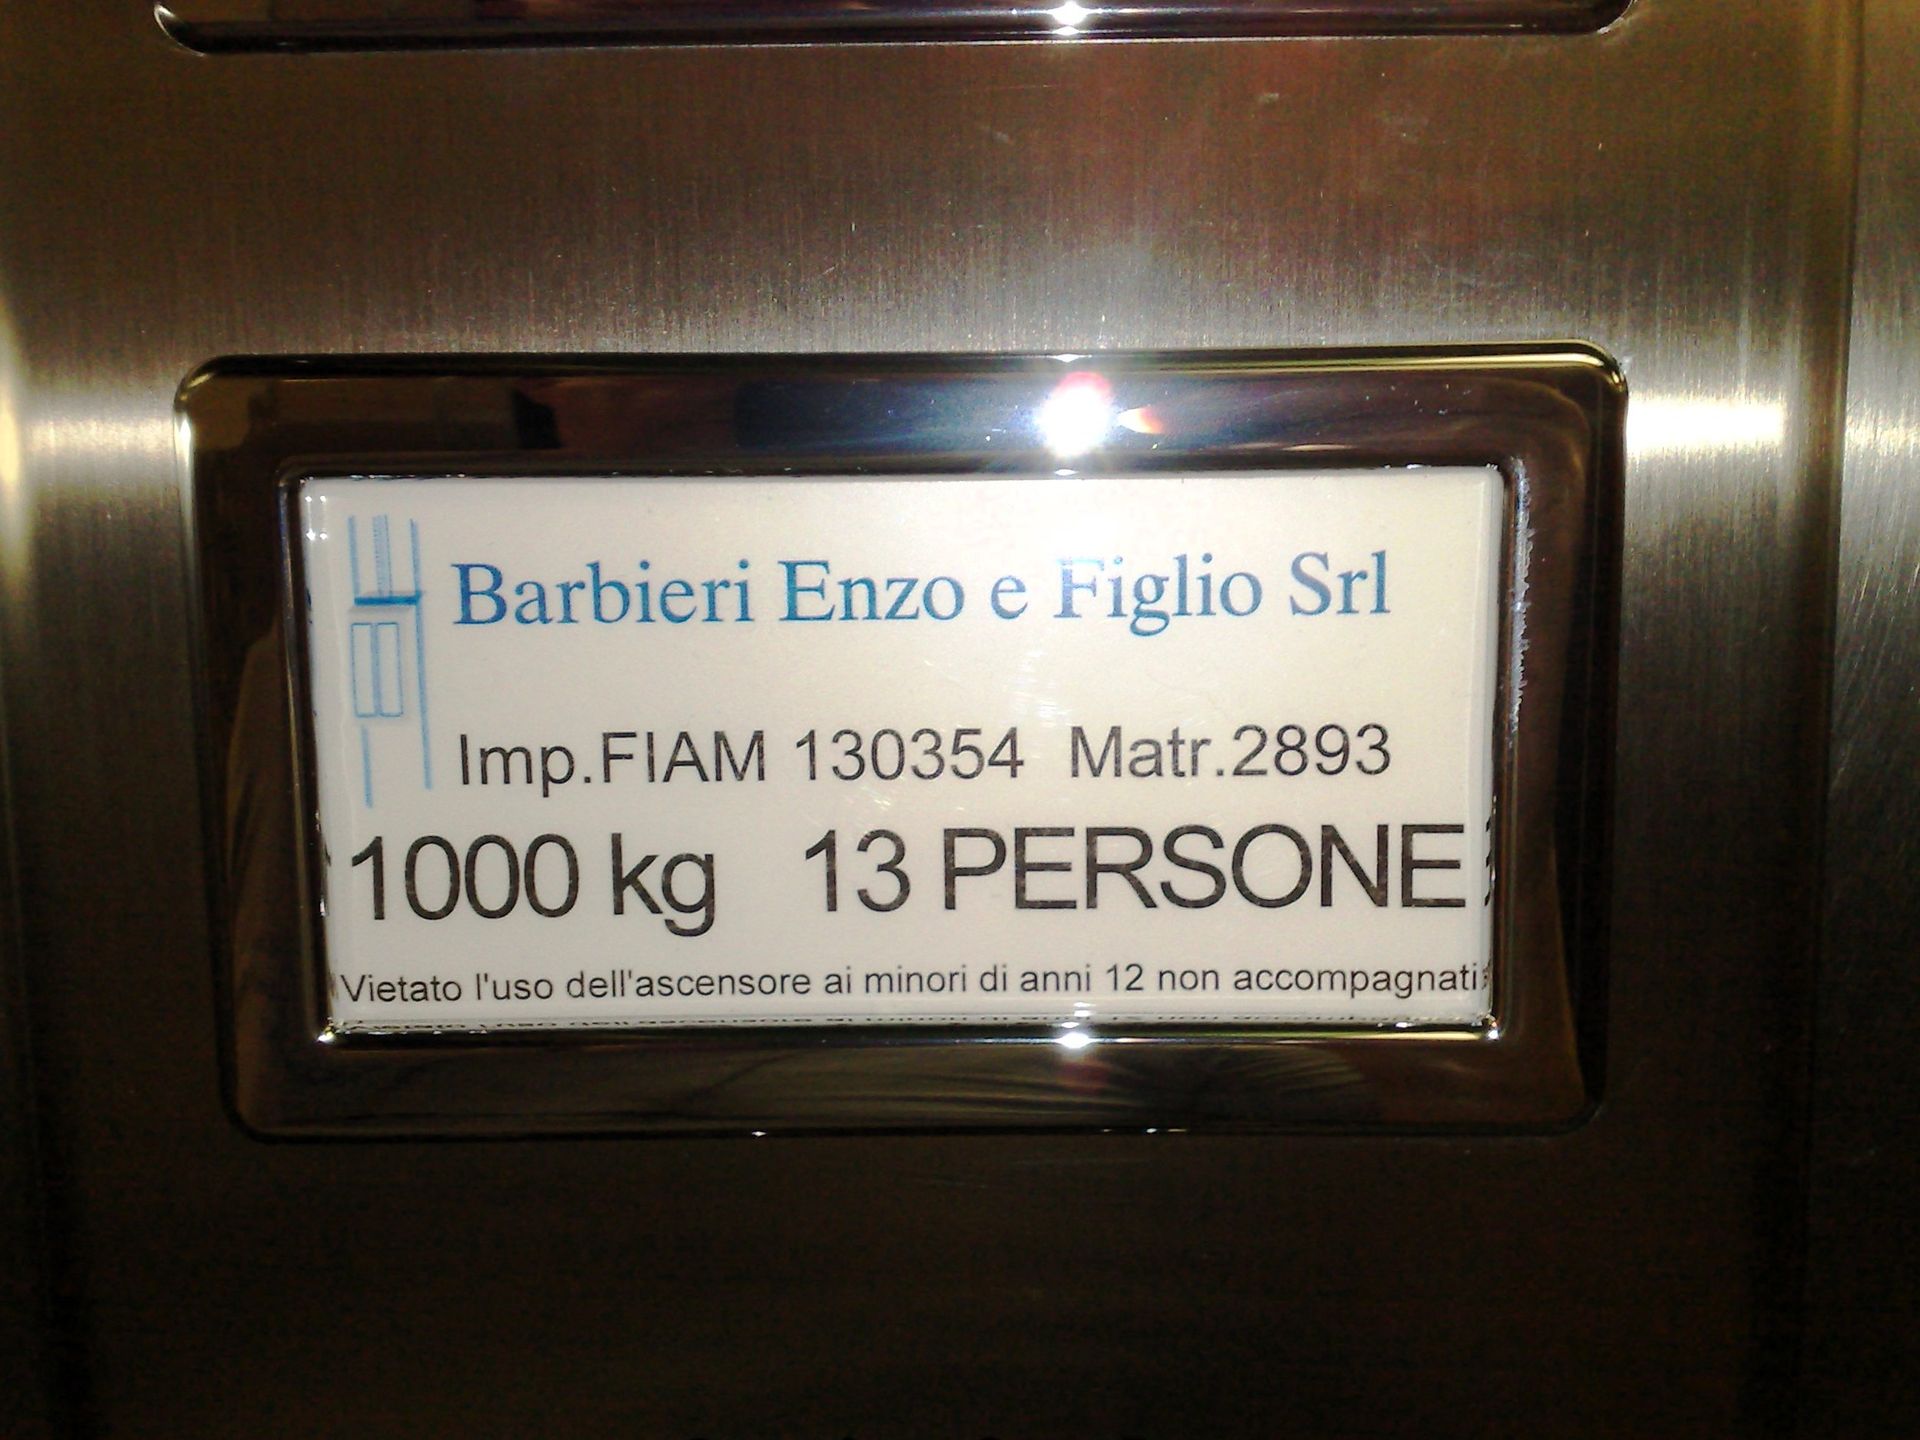 Barbieri Enzo e Figlio Srl
Imp.FIAM 130354 Matr.2893
1000 kg 13 PERSONE
Vietato l'uso dell'ascensore ai minori di anni 12 non accompagnati